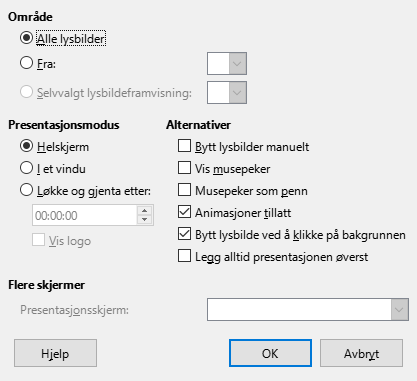 Område
Alle lysbilder
Fra:
Selvvalgt lysbildeframvisning:
Presentasjonsmodus
Helskjerm
I et vindu
Løkke og gjenta etter:
00:00:00
Vis logo
Alternativer
Bytt lysbilder manuelt
Vis musepeker
Musepeker som penn
Animasjoner tillatt
Bytt lysbilde ved å klikke på bakgrunnen
Legg alltid presentasjonen øverst
Flere skjermer
Presentasjonsskjerm:
Hjelp
OK
Avbryt